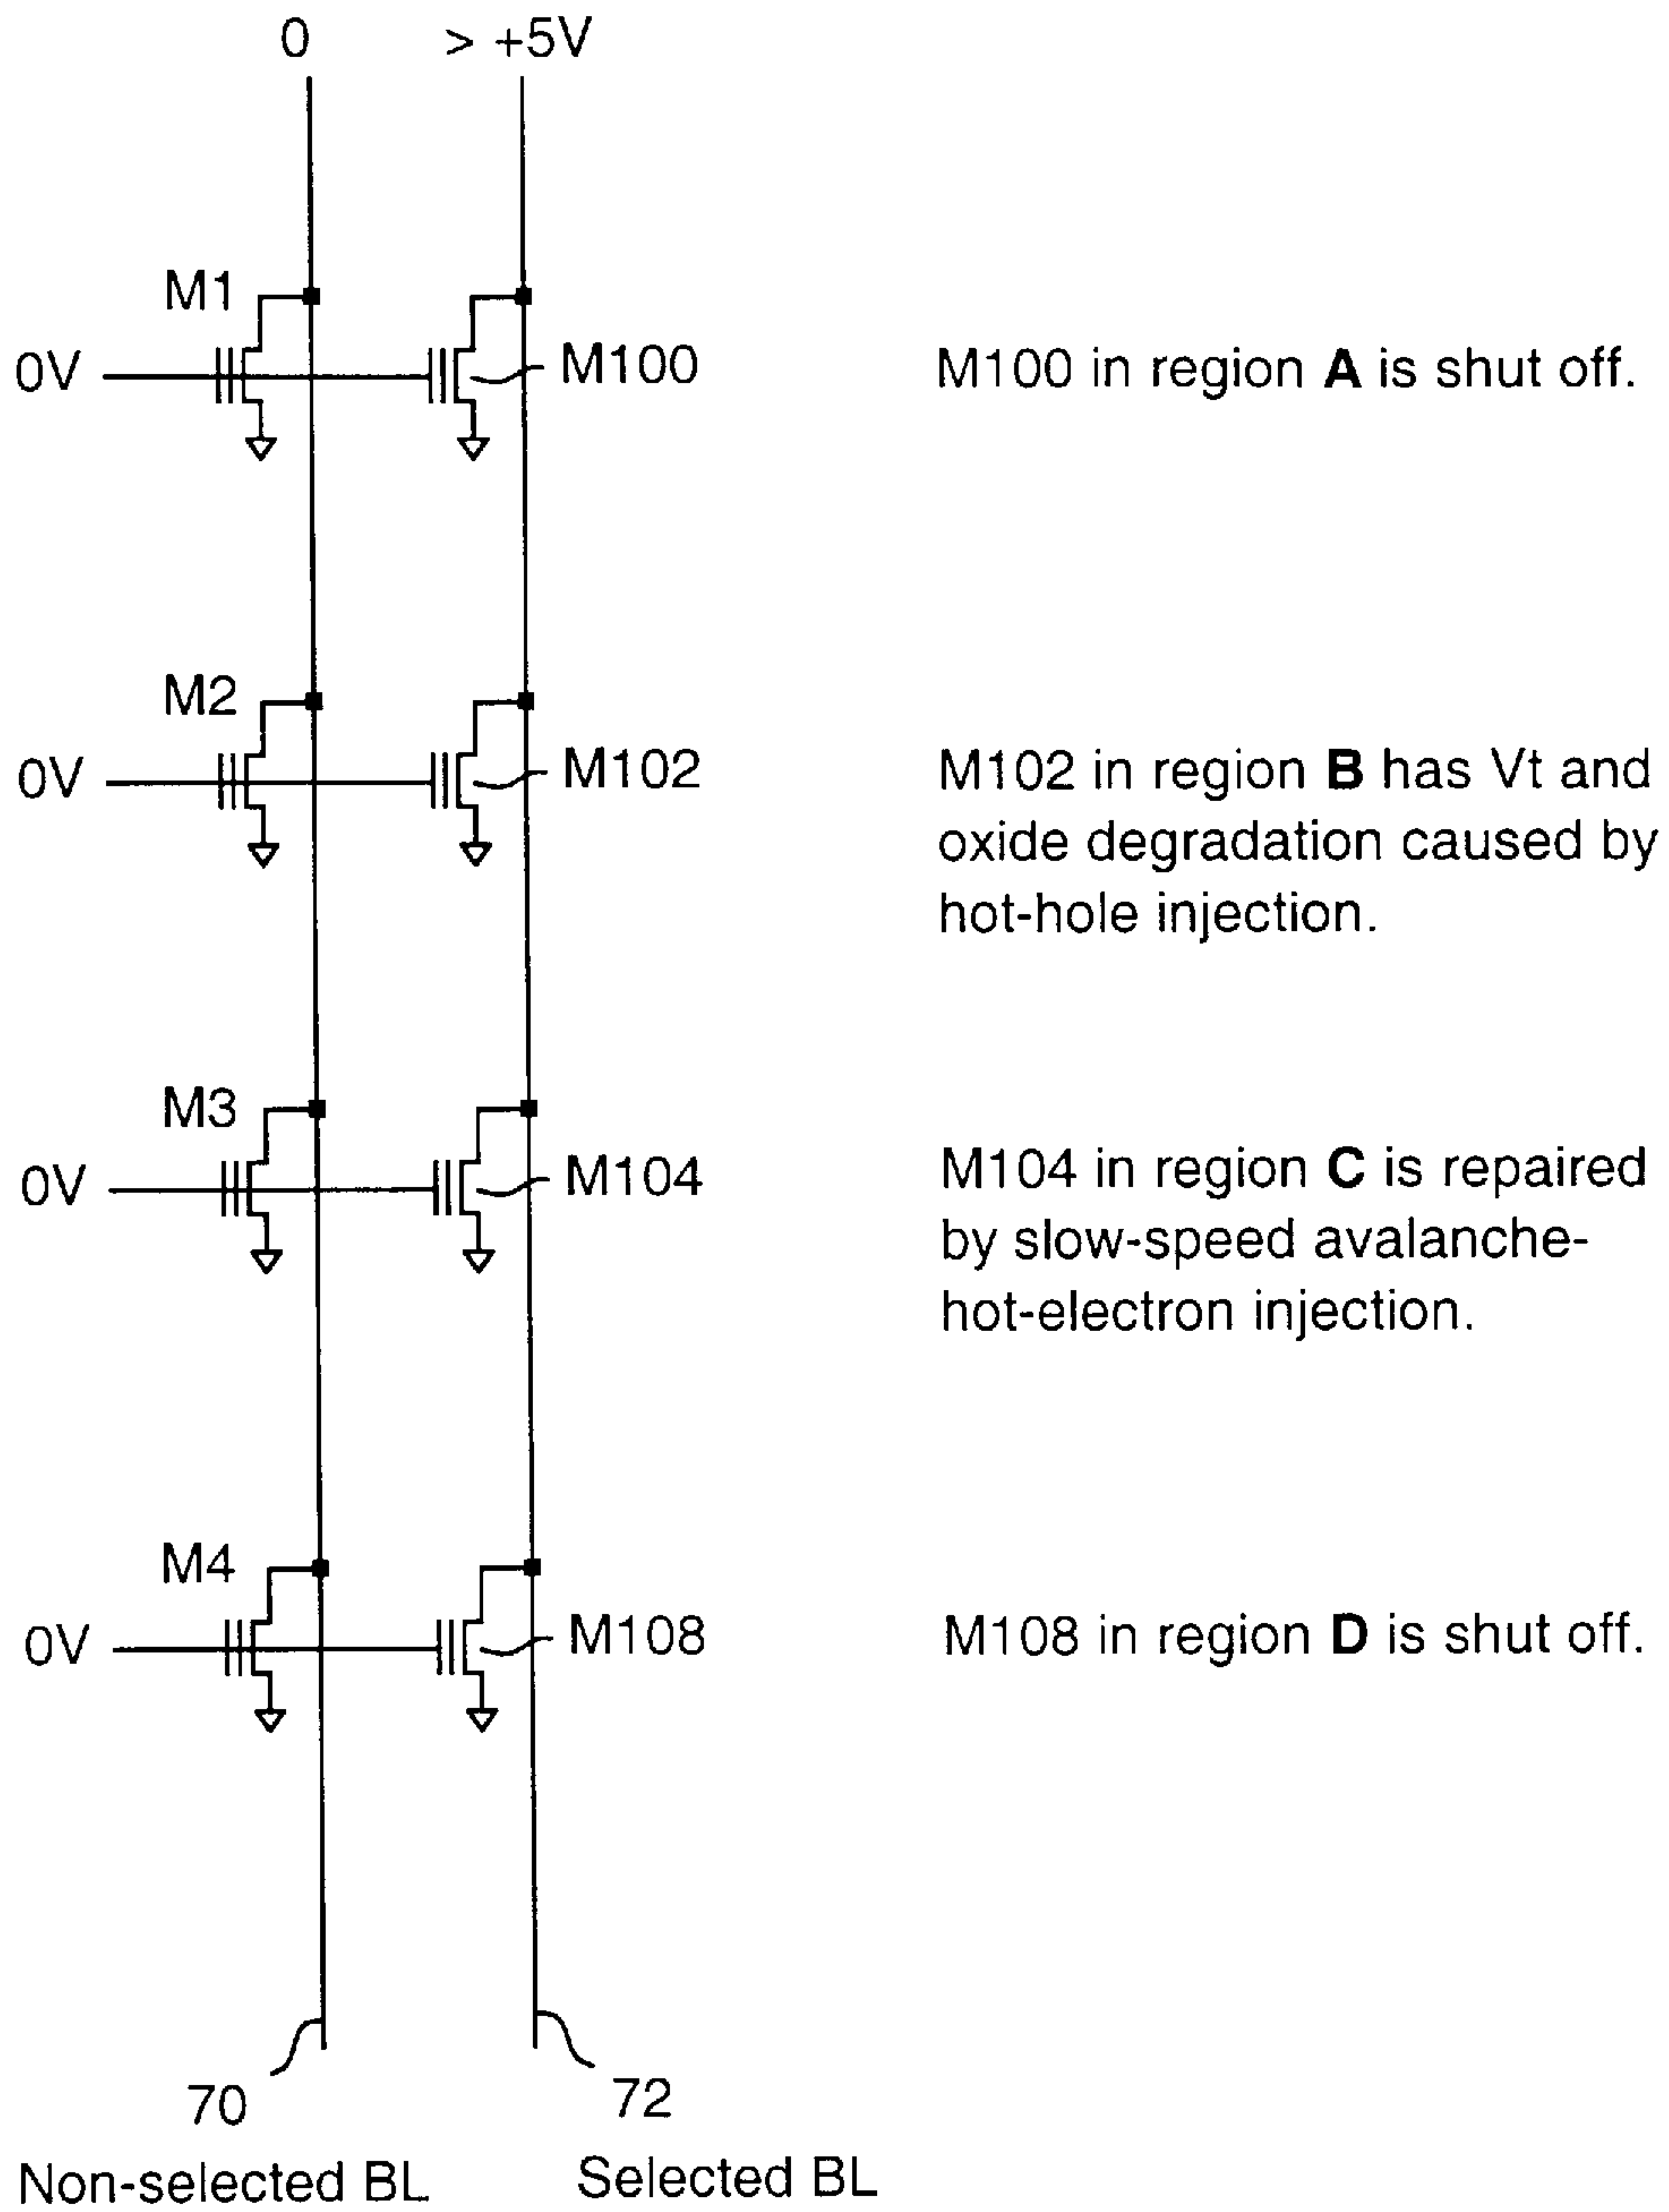 0 > +5V
M1
0V M100 M100 in region A is shut off.
M2
0V M102 M102 in region B has Vt and
oxide degradation caused by
hot-hole injection.
M3
0V M104 M104 in region C is repaired
by slow-speed avalanche-
hot-electron injection.
M4
0V M108 M108 in region D is shut off.
70 72
Non-selected BL Selected BL